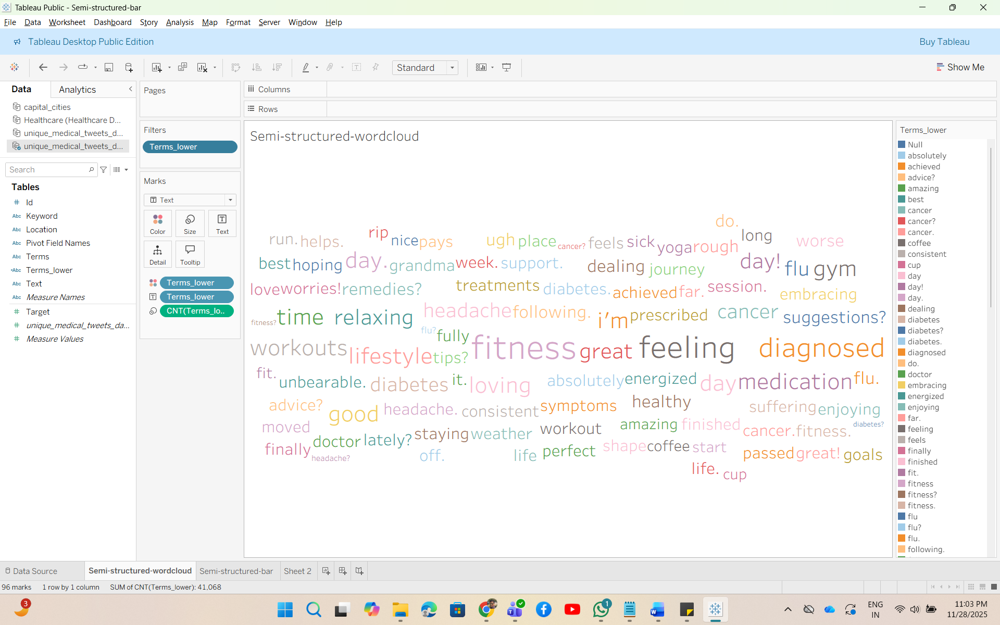 Tableau Public - Semi-structured-bar
File Data Worksheet Dashboard Story Analysis Map Format Server Window Help
Tableau Desktop Public Edition
Buy Tableau
Standard
Show Me
Data
Analytics
capital_cities
Healthcare (Healthcare D...
unique_medical_tweets_d...
unique_medical_tweets_d...
Search
Tables
Id
Abc Keyword
Abc Location
Abc Pivot Field Names
Abc Terms
=Abc Terms_lower
Abc Text
Abc Measure Names
Target
unique_medical_tweets_da...
Measure Values
Pages
Filters
Terms_lower
Marks
Text
Color Size Text
Detail Tooltip
Terms_lower
Terms_lower
CNT(Terms_lo..
Columns
Rows
Semi-structured-wordcloud
do.
run. helps. rip nice pays ugh place cancer? feels sick yoga rough long worse
best hoping day. grandma week. support. dealing journey day! flu gym
love worries! remedies? treatments diabetes. achieved far. session. embracing
fitness? time relaxing headache following. i'm prescribed cancer suggestions?
flu? fully
workouts lifestyle tips? fitness great feeling diagnosed
fit. unbearable. diabetes it. loving absolutely energized day medication flu.
advice? good headache. consistent symptoms healthy suffering enjoying
moved doctor lately? staying weather workout amazing finished cancer. fitness. diabetes?
finally headache? off. life perfect shape coffee start passed great! goals
life. cup
Terms_lower
Null
absolutely
achieved
advice?
amazing
best
cancer
cancer?
cancer.
coffee
consistent
cup
day
day!
day.
dealing
diabetes
diabetes?
diabetes.
diagnosed
do.
doctor
embracing
energized
enjoying
far.
feeling
feels
finally
finished
fit.
fitness
fitness?
fitness.
flu
flu?
flu.
following.
Data Source
Semi-structured-wordcloud
Semi-structured-bar
Sheet 2
96 marks
1 row by 1 column
SUM of CNT(Terms_lower): 41,068
3
1
ENG
IN
11:03 PM
11/28/2025